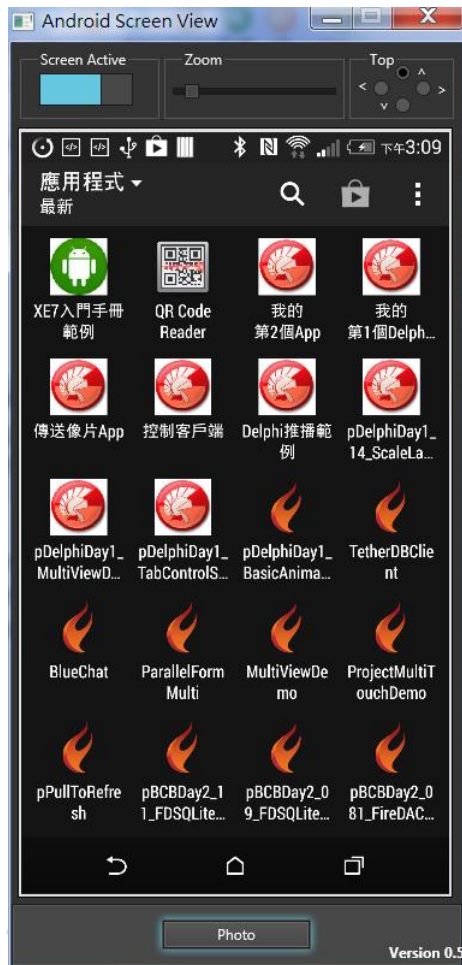 Android Screen View
Screen Active
Zoom
Top
下午3:09
應用程式
最新
XE7入門手冊
範例
QR Code
Reader
我的
第2個App
我的
第1個Delph...
傳送像片App
控制客戶端
Delphi推播範
例
pDelphiDay1_
14_ScaleLa...
pDelphiDay1_
MultiViewD...
pDelphiDay1_
TabControlS...
pDelphiDay1_
BasicAnima...
TetherDBClie
nt
BlueChat
ParallelForm
Multi
MultiViewDe
mo
ProjectMultiT
ouchDemo
pPullToRefre
sh
pBCBDay2_1
1_FDSQLite...
pBCBDay2_0
9_FDSQLite...
pBCBDay2_0
81_FireDAC...
Photo
Version 0.5